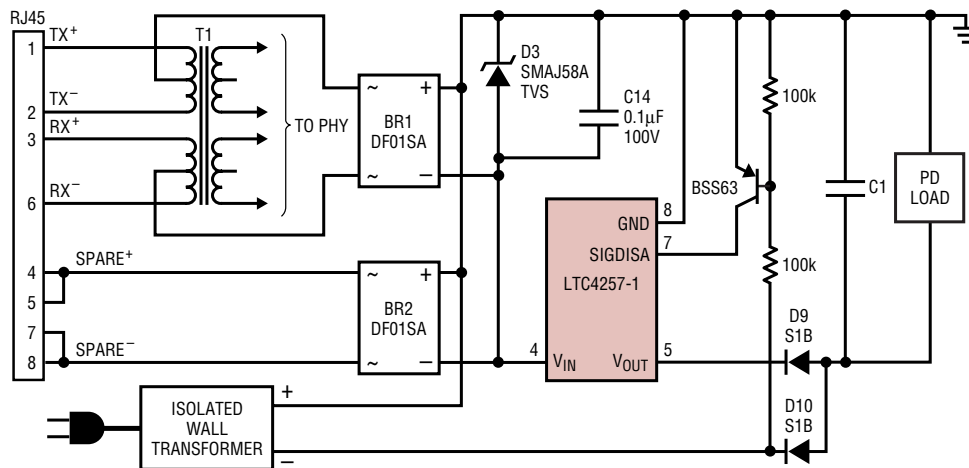 RJ45
1
TX+
2
TX−
3
RX+
6
RX−
4
SPARE+
5
7
8
SPARE−
T1
TO PHY
~
+
BR1
DF01SA
~
−
~
+
BR2
DF01SA
~
−
D3
SMAJ58A
TVS
C14
0.1µF
100V
100k
BSS63
C1
PD
LOAD
GND
8
SIGDISA
7
LTC4257-1
4
VIN
VOUT
5
100k
D9
S1B
D10
S1B
ISOLATED
WALL
TRANSFORMER
+
−